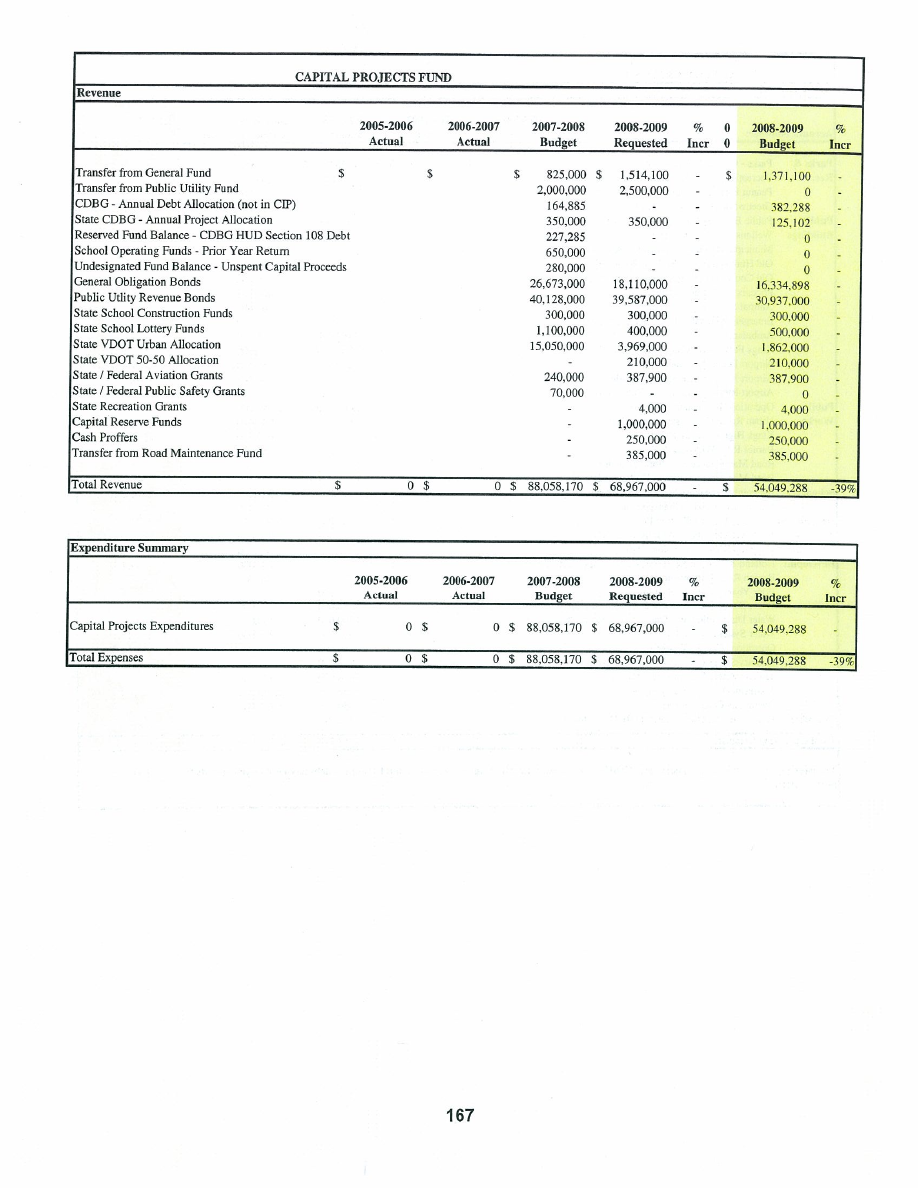 CAPITAL PROJECTS FUND
Revenue
2005-2006 2006-2007 2007-2008 2008-2009 % 0 2008-2009 %
Actual Actual Budget Requested Incr 0 Budget Incr
Transfer from General Fund $ $ $ 825,000 $ 1,514,100 - $ 1,371,100 -
Transfer from Public Utility Fund 2,000,000 2,500,000 - 0 -
CDBG - Annual Debt Allocation (not in CIP) 164,885 - - 382,288 -
State CDBG - Annual Project Allocation 350,000 350,000 - 125,102 -
Reserved Fund Balance - CDBG HUD Section 108 Debt 227,285 - - 0 -
School Operating Funds - Prior Year Return 650,000 - - 0 -
Undesignated Fund Balance - Unspent Capital Proceeds 280,000 - - 0 -
General Obligation Bonds 26,673,000 18,110,000 - 16,334,898 -
Public Utlity Revenue Bonds 40,128,000 39,587,000 - 30,937,000 -
State School Construction Funds 300,000 300,000 - 300,000 -
State School Lottery Funds 1,100,000 400,000 - 500,000 -
State VDOT Urban Allocation 15,050,000 3,969,000 - 1,862,000 -
State VDOT 50-50 Allocation - 210,000 - 210,000 -
State / Federal Aviation Grants 240,000 387,900 - 387,900 -
State / Federal Public Safety Grants 70,000 - - 0 -
State Recreation Grants - 4,000 - 4,000 -
Capital Reserve Funds - 1,000,000 - 1,000,000 -
Cash Proffers - 250,000 - 250,000 -
Transfer from Road Maintenance Fund - 385,000 - 385,000 -
Total Revenue $ 0 $ 0 $ 88,058,170 $ 68,967,000 - $ 54,049,288 -39%
Expenditure Summary
2005-2006 2006-2007 2007-2008 2008-2009 % 2008-2009 %
Actual Actual Budget Requested Incr Budget Incr
Capital Projects Expenditures $ 0 $ 0 $ 88,058,170 $ 68,967,000 - $ 54,049,288 -
Total Expenses $ 0 $ 0 $ 88,058,170 $ 68,967,000 - $ 54,049,288 -39%
167